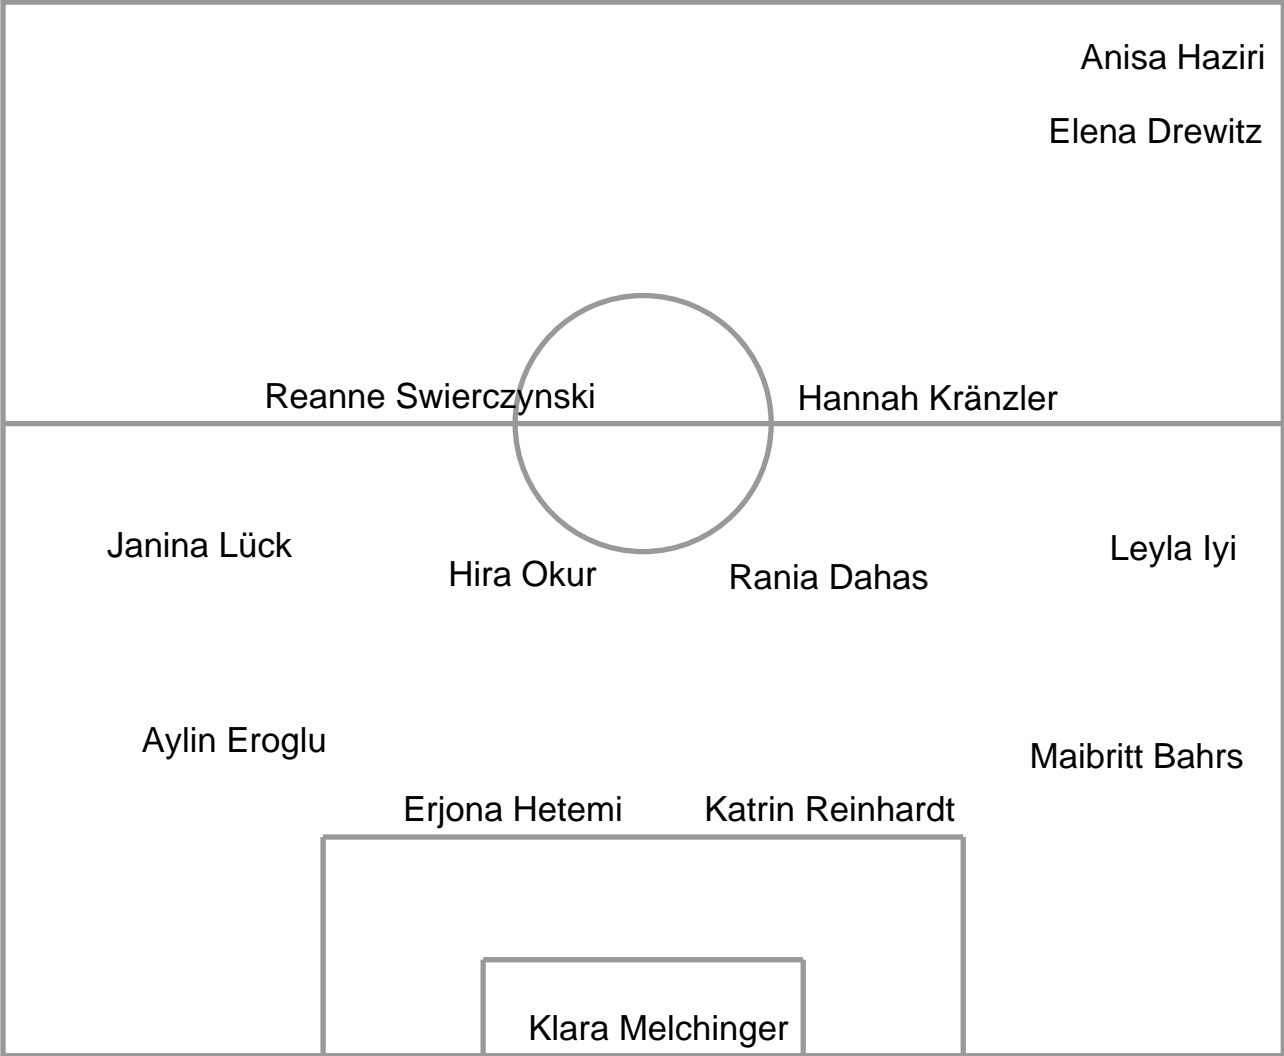 Anisa Haziri
Elena Drewitz
Reanne Swierczynski
Hannah Kränzler
Janina Lück
Leyla Iyi
Hira Okur
Rania Dahas
Aylin Eroglu
Maibritt Bahrs
Erjona Hetemi
Katrin Reinhardt
Klara Melchinger